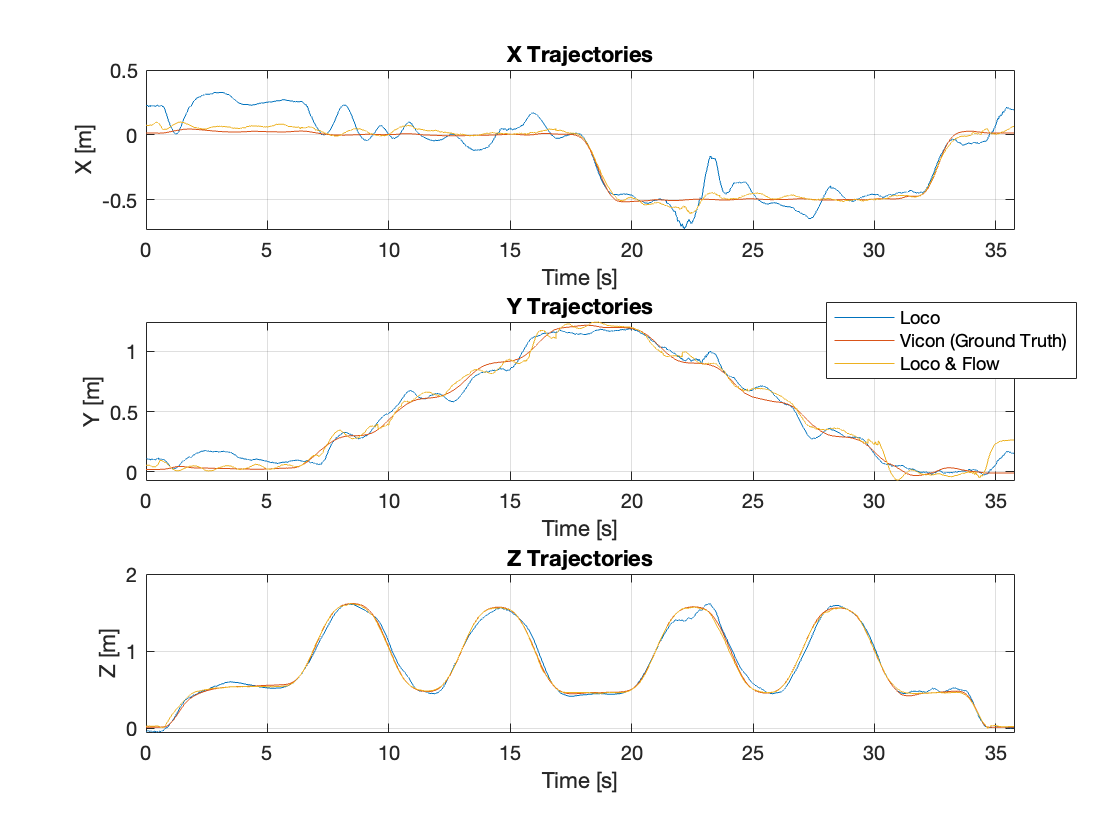 X Trajectories
0.5
0
-0.5
X [m]
0 5 10 15 20 25 30 35
Time [s]
Y Trajectories
1
0.5
0
Y [m]
Loco
Vicon (Ground Truth)
Loco & Flow
0 5 10 15 20 25 30 35
Time [s]
Z Trajectories
2
1
0
Z [m]
0 5 10 15 20 25 30 35
Time [s]